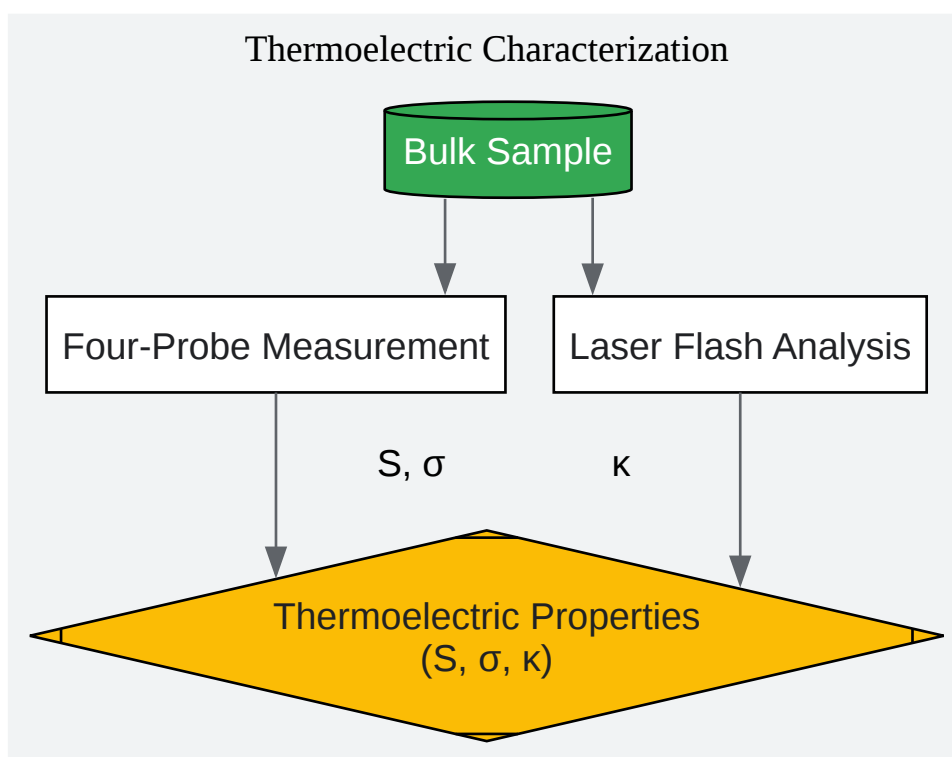 Thermoelectric Characterization
Bulk Sample
Four-Probe Measurement
Laser Flash Analysis
S, σ
κ
Thermoelectric Properties
(S, σ, κ)